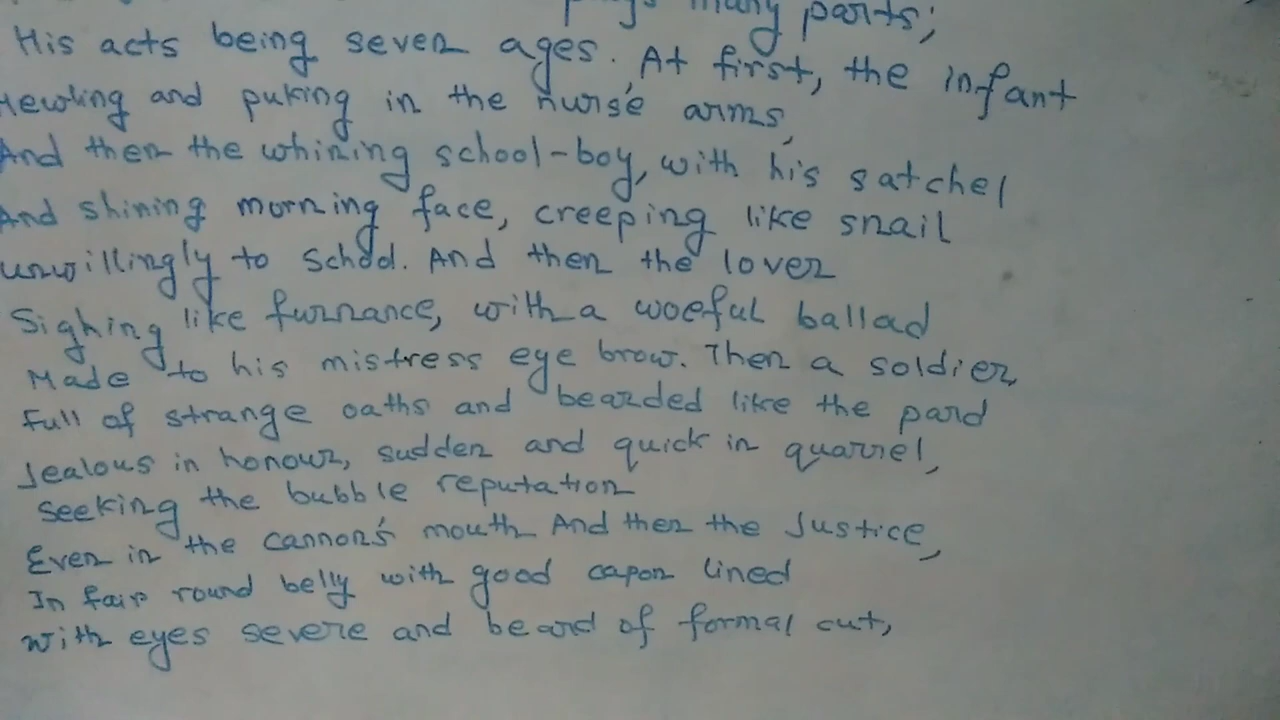 plays many parts;
His acts being seven ages. At first, the infant
Mewling and puking in the nurse's arms,
And then the whining school-boy, with his satchel
And shining morning face, creeping like snail
unwillingly to school. And then the lover
Sighing like furnance, with a woeful ballad
Made to his mistress eye brow. Then a soldier,
Full of strange oaths and bearded like the pard
Jealous in honour, sudden and quick in quarrel,
Seeking the bubble reputation
Even in the cannon's mouth And then the Justice,
In fair round belly with good capon lined
With eyes severe and beard of formal cut,